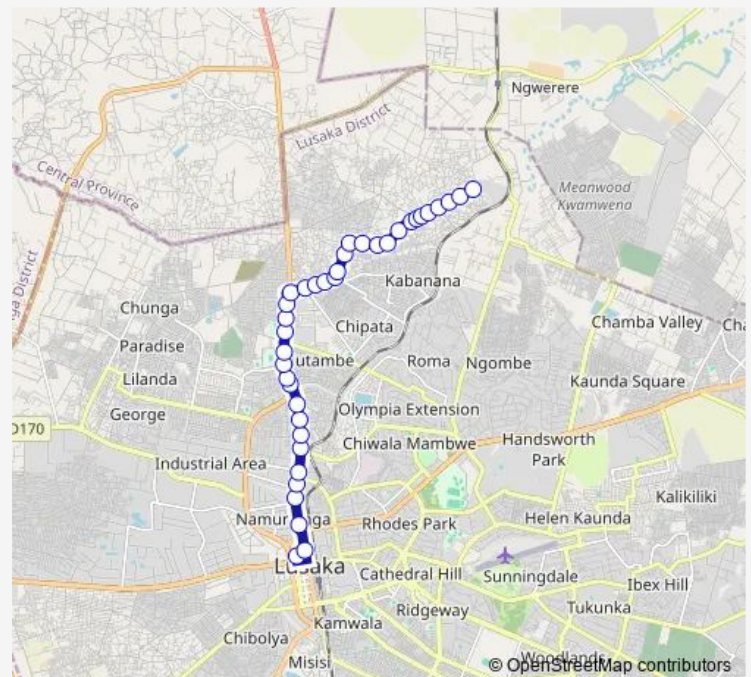 Ngwerere
Lusaka District
Central Province
Meanwood
Kwamwena
Kabanana
Chunga
Chipata
Chamba Valley
Paradise
utambe
Roma
Ngombe
Lilanda
Kaunda Square
George
Olympia Extension
D170
Chiwala Mambwe
Handsworth
Park
Industrial Area
Kalikiliki
Rhodes Park
Helen Kaunda
Lusaka
Cathedral Hill
Sunningdale
Ibex Hill
Ridgeway
Tukunka
Kamwala
Chibolya
Misisi
Woodlands
© OpenStreetMap contributors